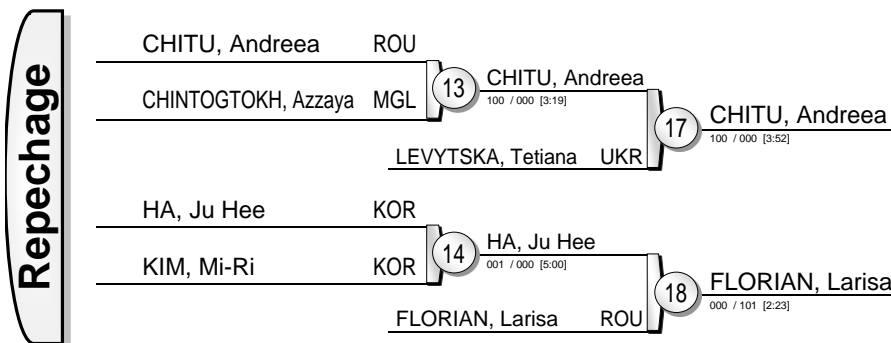 Repechage
CHITU, Andreea ROU
CHINTOGTOKH, Azzaya MGL
13
CHITU, Andreea
100 / 000 [3:19]
LEVYTSKA, Tetiana UKR
17
CHITU, Andreea
100 / 000 [3:52]
HA, Ju Hee KOR
KIM, Mi-Ri KOR
14
HA, Ju Hee
001 / 000 [5:00]
FLORIAN, Larisa ROU
18
FLORIAN, Larisa
000 / 101 [2:23]